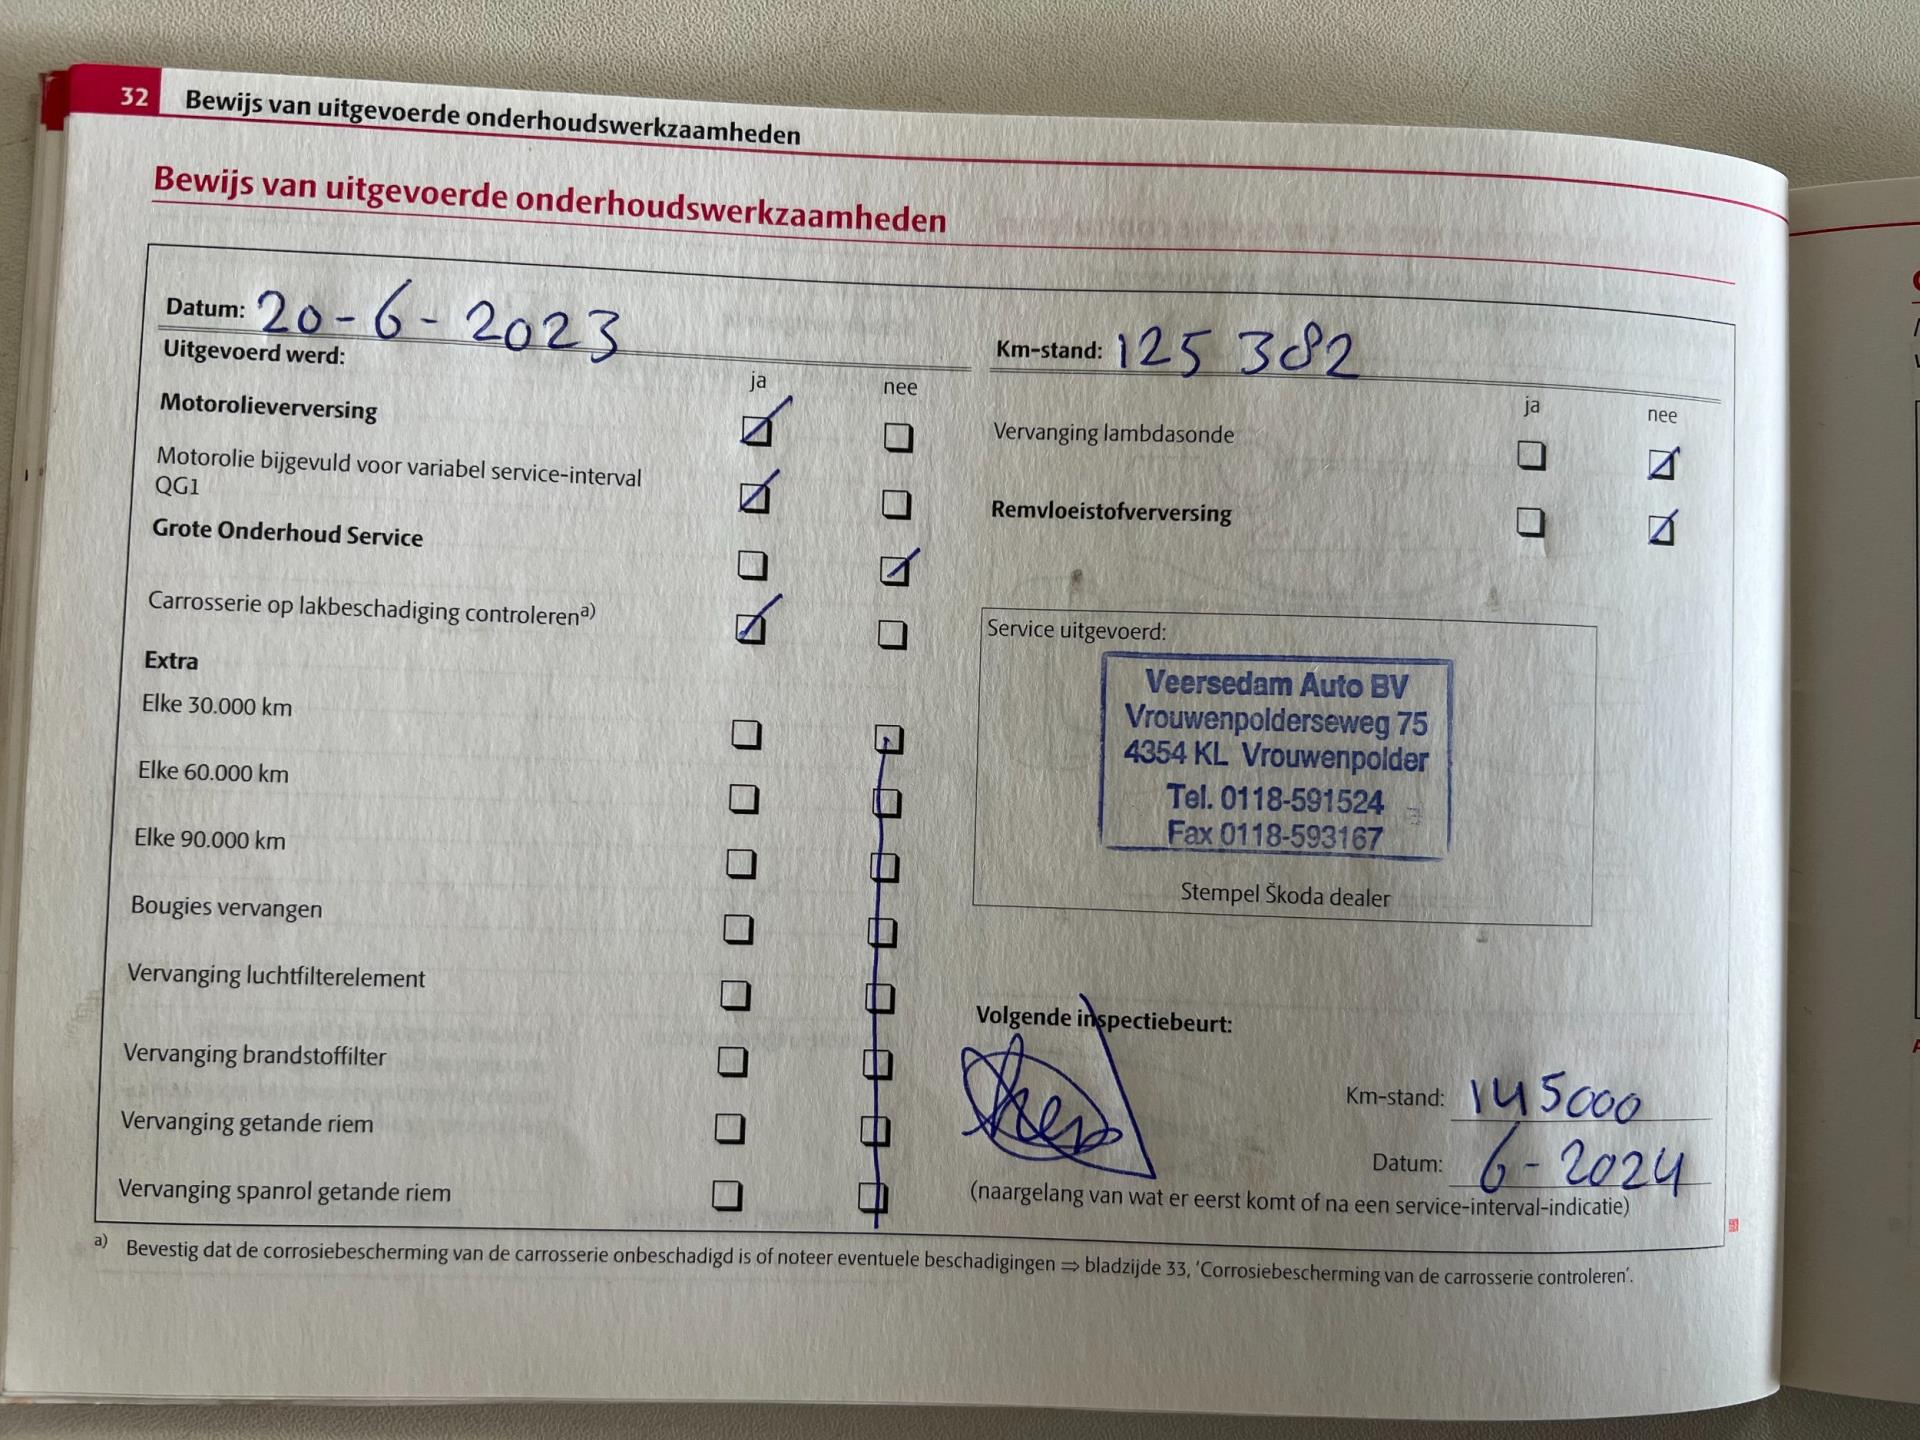 32 Bewijs van uitgevoerde onderhoudswerkzaamheden
Bewijs van uitgevoerde onderhoudswerkzaamheden
Datum: 20-6-2023
Uitgevoerd werd:
ja nee
Motorolieverversing
Motorolie bijgevuld voor variabel service-interval
QG1
Grote Onderhoud Service
Carrosserie op lakbeschadiging controleren a)
Extra
Elke 30.000 km
Elke 60.000 km
Elke 90.000 km
Bougies vervangen
Vervanging luchtfilterelement
Vervanging brandstoffilter
Vervanging getande riem
Vervanging spanrol getande riem
Km-stand: 125 382
ja nee
Vervanging lambdasonde
Remvloeistofverversing
Service uitgevoerd:
Veersedam Auto BV
Vrouwenpolderseweg 75
4354 KL Vrouwenpolder
Tel. 0118-591524
Fax 0118-593167
Stempel Škoda dealer
Volgende inspectiebeurt:
Km-stand: 145000
Datum: 6-2024
(naargelang van wat er eerst komt of na een service-interval-indicatie)
a) Bevestig dat de corrosiebescherming van de carrosserie onbeschadigd is of noteer eventuele beschadigingen ⇒ bladzijde 33, 'Corrosiebescherming van de carrosserie controleren'.